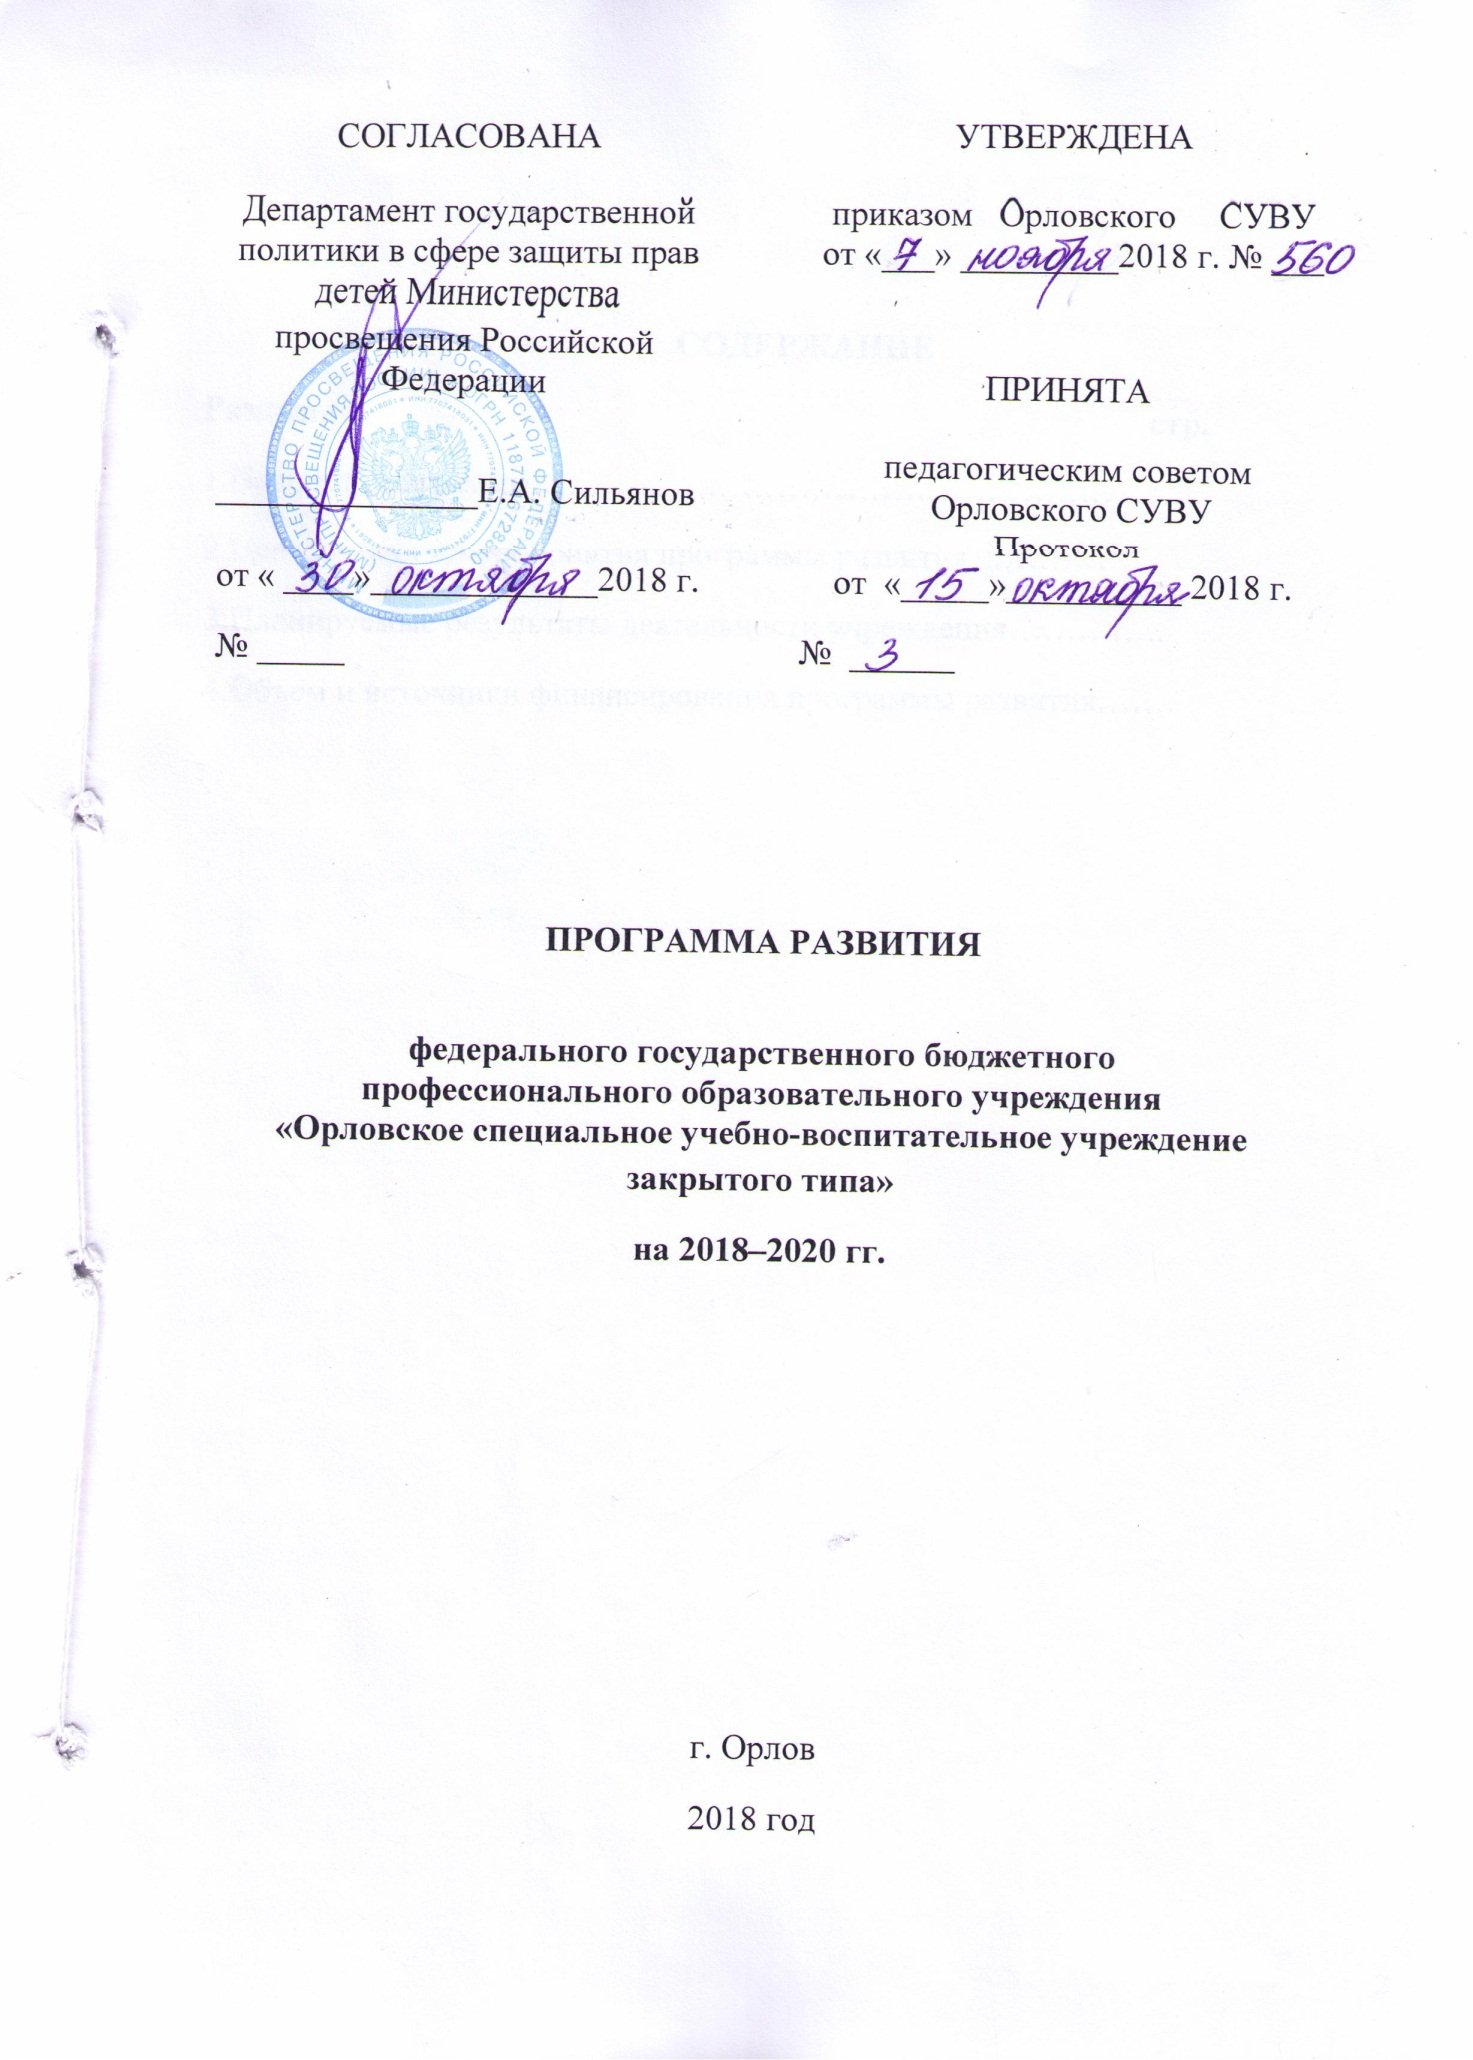 СОГЛАСОВАНА
Департамент государственной
политики в сфере защиты прав
детей Министерства
просвещения Российской
Федерации
Е.А. Сильянов
от « 30 » октября 2018 г.
№
УТВЕРЖДЕНА
приказом Орловского СУВУ
от « 7 » ноября 2018 г. № 560
ПРИНЯТА
педагогическим советом
Орловского СУВУ
Протокол
от « 15 » октября 2018 г.
№ 3
ПРОГРАММА РАЗВИТИЯ
федерального государственного бюджетного
профессионального образовательного учреждения
«Орловское специальное учебно-воспитательное учреждение
закрытого типа»
на 2018–2020 гг.
г. Орлов
2018 год